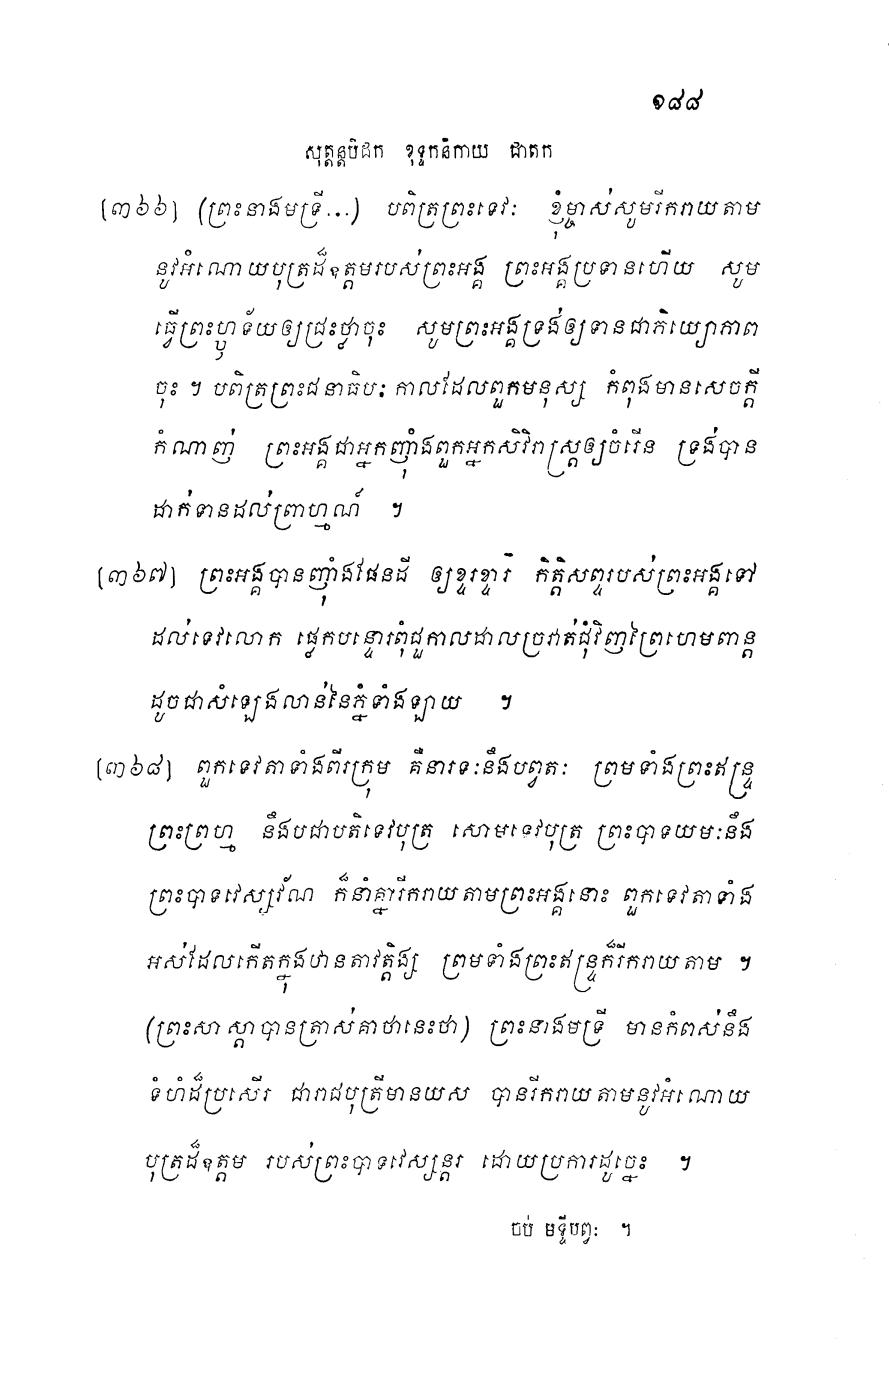 ១៨៨
សុត្តន្តបិដក ខុទ្ទកនិកាយ ជាតក
[៣៦៦] (ព្រះនាងមទ្រី...) បពិត្រព្រះទេវៈ ខ្ញុំម្ចាស់សូមរីករាយតាម
នូវអំណោយបុត្រដ៏ឧត្តមរបស់ព្រះអង្គ ព្រះអង្គប្រទានហើយ សូម
ធ្វើព្រះហ្ឫទ័យឲ្យជ្រះថ្លាចុះ សូមព្រះអង្គទ្រង់ឲ្យទានជាភិយ្យោភាព
ចុះ ។ បពិត្រព្រះជនាធិបៈ កាលដែលពួកមនុស្ស កំពុងមានសេចក្តី
កំណាញ់ ព្រះអង្គជាអ្នកញ៉ាំងពួកអ្នកសិវិរាស្ត្រឲ្យចំរើន ទ្រង់បាន
ដាក់ទានដល់ព្រាហ្មណ៍ ។
[៣៦៧] ព្រះអង្គបានញ៉ាំងផែនដី ឲ្យខ្ទរខ្ទារ កិត្តិសព្ទរបស់ព្រះអង្គទៅ
ដល់ទេវលោក ផ្លេកបន្ទោរពុំជួកាលដាលច្រវាត់ជុំវិញព្រៃហេមពាន្ត
ដូចជាសំឡេងលាន់នៃភ្នំទាំងឡាយ ។
[៣៦៨] ពួកទេវតាទាំងពីរក្រុម គឺនារទៈនឹងបព្វតៈ ព្រមទាំងព្រះឥន្ទ្រ
ព្រះព្រហ្ម នឹងបជាបតិទេវបុត្រ សោមទេវបុត្រ ព្រះបាទយមៈនឹង
ព្រះបាទវេស្សវ័ណ ក៏នាំគ្នារីករាយតាមព្រះអង្គនោះ ពួកទេវតាទាំង
អស់ដែលកើតក្នុងឋានតាវត្តិង្ស ព្រមទាំងព្រះឥន្ទ្រក៏រីករាយតាម ។
(ព្រះសាស្តាបានត្រាស់គាថានេះថា) ព្រះនាងមទ្រី មានកំពស់នឹង
ទំហំដ៏ប្រសើរ ជារាជបុត្រីមានយស បានរីករាយតាមនូវអំណោយ
បុត្រដ៏ឧត្តម របស់ព្រះបាទវេស្សន្តរ ដោយប្រការដូច្នេះ ។
ចប់ មទ្ទីបព្វៈ ។